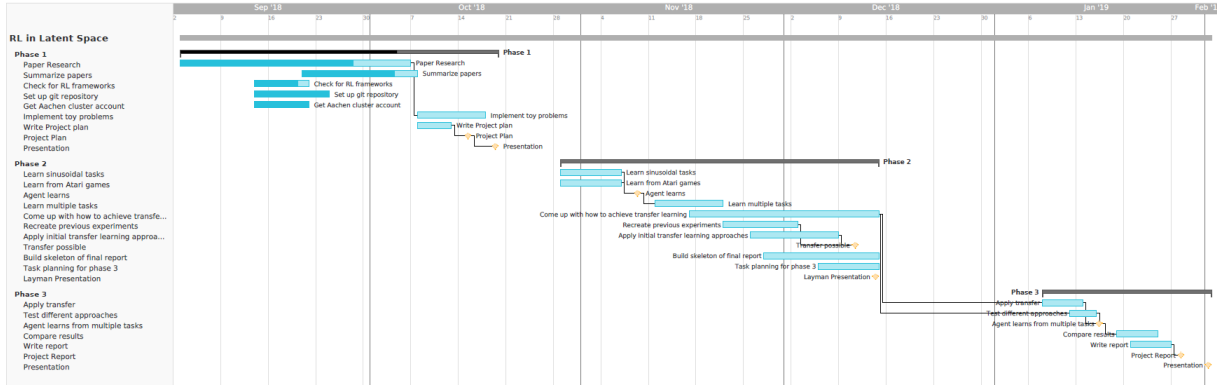 Sep '18 Oct '18 Nov '18 Dec '18 Jan '19 Feb '1
2 9 16 23 30 7 14 21 28 4 11 18 25 2 9 16 23 30 6 13 20 27 3
RL in Latent Space
Phase 1
Phase 1
Paper Research
Paper Research
Summarize papers
Summarize papers
Check for RL frameworks
Check for RL frameworks
Set up git repository
Set up git repository
Get Aachen cluster account
Get Aachen cluster account
Implement toy problems
Implement toy problems
Write Project plan
Write Project plan
Project Plan
Project Plan
Presentation
Presentation
Phase 2
Phase 2
Learn sinusoidal tasks
Learn sinusoidal tasks
Learn from Atari games
Learn from Atari games
Agent learns
Agent learns
Learn multiple tasks
Learn multiple tasks
Come up with how to achieve transfe...
Come up with how to achieve transfer learning
Recreate previous experiments
Recreate previous experiments
Apply initial transfer learning approa...
Apply initial transfer learning approaches
Transfer possible
Transfer possible
Build skeleton of final report
Build skeleton of final report
Task planning for phase 3
Task planning for phase 3
Layman Presentation
Layman Presentation
Phase 3
Phase 3
Apply transfer
Apply transfer
Test different approaches
Test different approaches
Agent learns from multiple tasks
Agent learns from multiple tasks
Compare results
Compare results
Write report
Write report
Project Report
Project Report
Presentation
Presentation